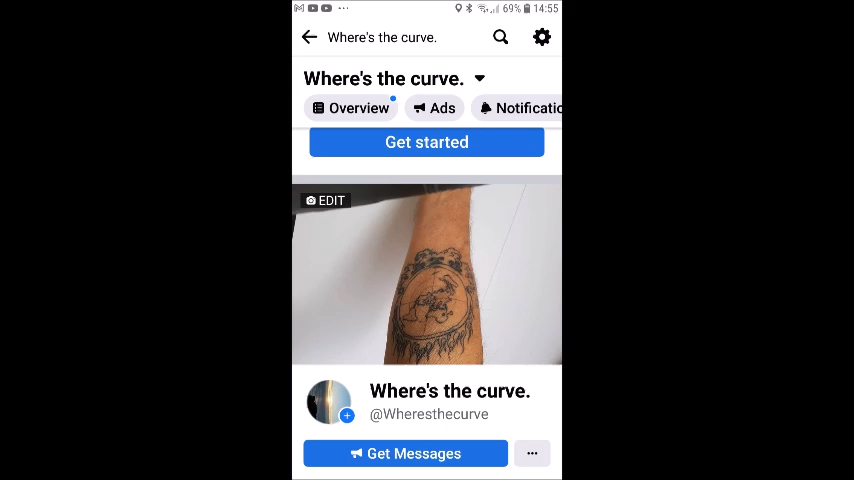 69% 14:55
Where's the curve.
Where's the curve.
Overview Ads Notificatio
Get started
EDIT
Where's the curve.
@Wheresthecurve
Get Messages